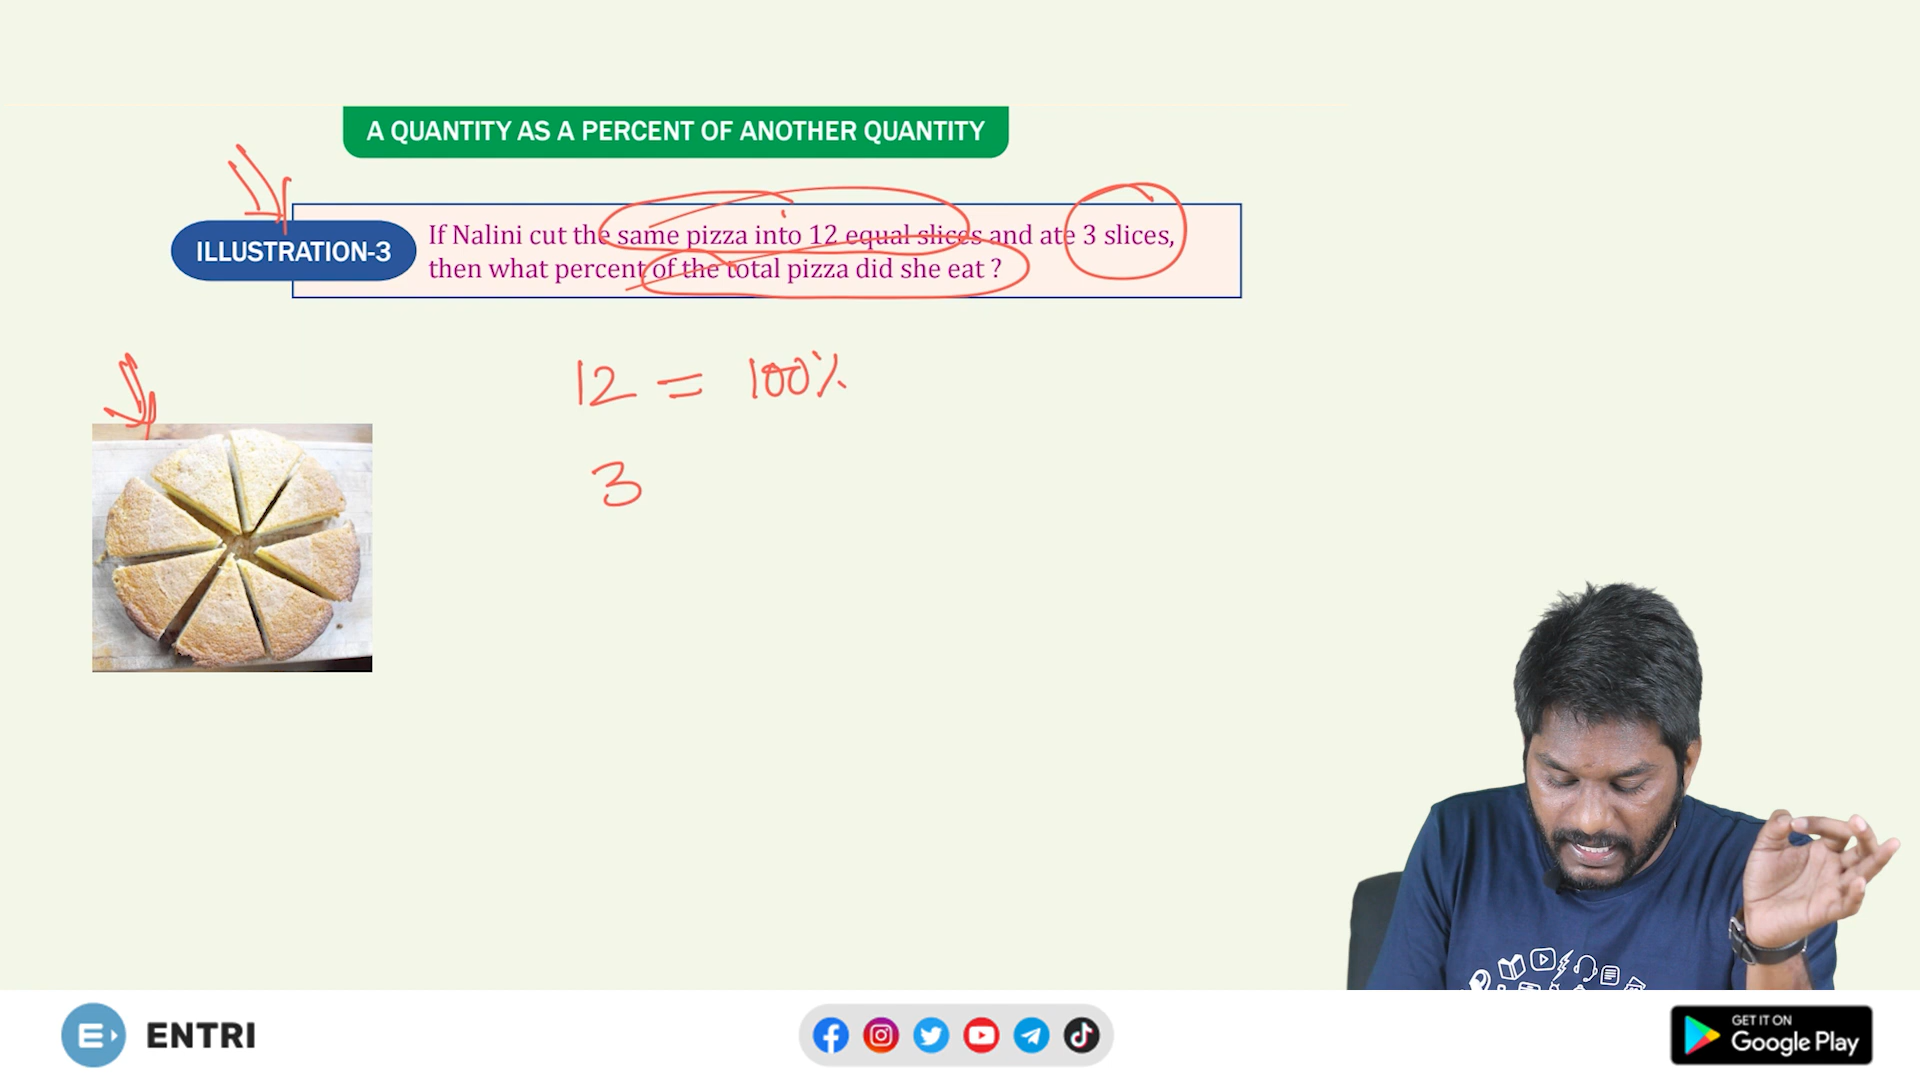 A QUANTITY AS A PERCENT OF ANOTHER QUANTITY
ILLUSTRATION-3
If Nalini cut the same pizza into 12 equal slices and ate 3 slices,
then what percent of the total pizza did she eat ?
12 = 100%
3
ENTRI
GET IT ON
Google Play